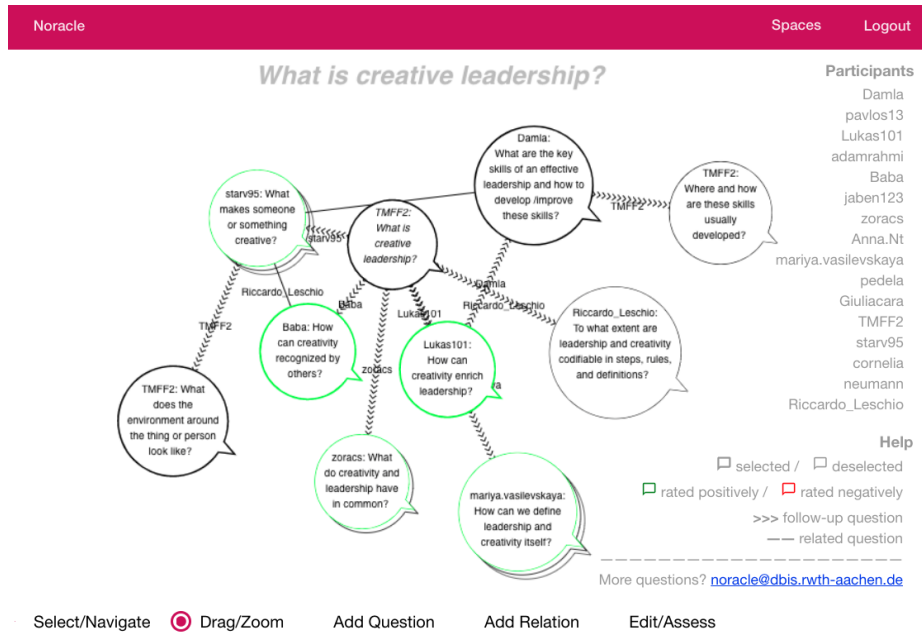 Noracle
Spaces
Logout
What is creative leadership?
Participants
Damla
pavlos13
Lukas101
adamrahmi
Baba
jaben123
zoracs
Anna.Nt
mariya.vasilevskaya
pedela
Giuliacara
TMFF2
starv95
cornelia
neumann
Riccardo_Leschio
Damla:
What are the key
skills of an effective
leadership and how to
develop /improve
these skills?
TMFF2:
Where and how
are these skills
usually
developed?
TMFF2
starv95: What
makes someone
or something
creative?
starv95
TMFF2:
What is
creative
leadership?
Riccardo_Leschio
Baba
Lukas101
Damla
Riccardo_Leschio
TMFF2
Baba: How
can creativity
recognized by
others?
Lukas101:
How can
creativity enrich
leadership?
Riccardo_Leschio:
To what extent are
leadership and creativity
codifiable in steps, rules,
and definitions?
zoracs
TMFF2: What
does the
environment around
the thing or person
look like?
zoracs: What
do creativity and
leadership have
in common?
mariya.vasilevskaya:
How can we define
leadership and
creativity itself?
Help
selected / deselected
rated positively / rated negatively
>>> follow-up question
—— related question
More questions? noracle@dbis.rwth-aachen.de
Select/Navigate Drag/Zoom Add Question Add Relation Edit/Assess